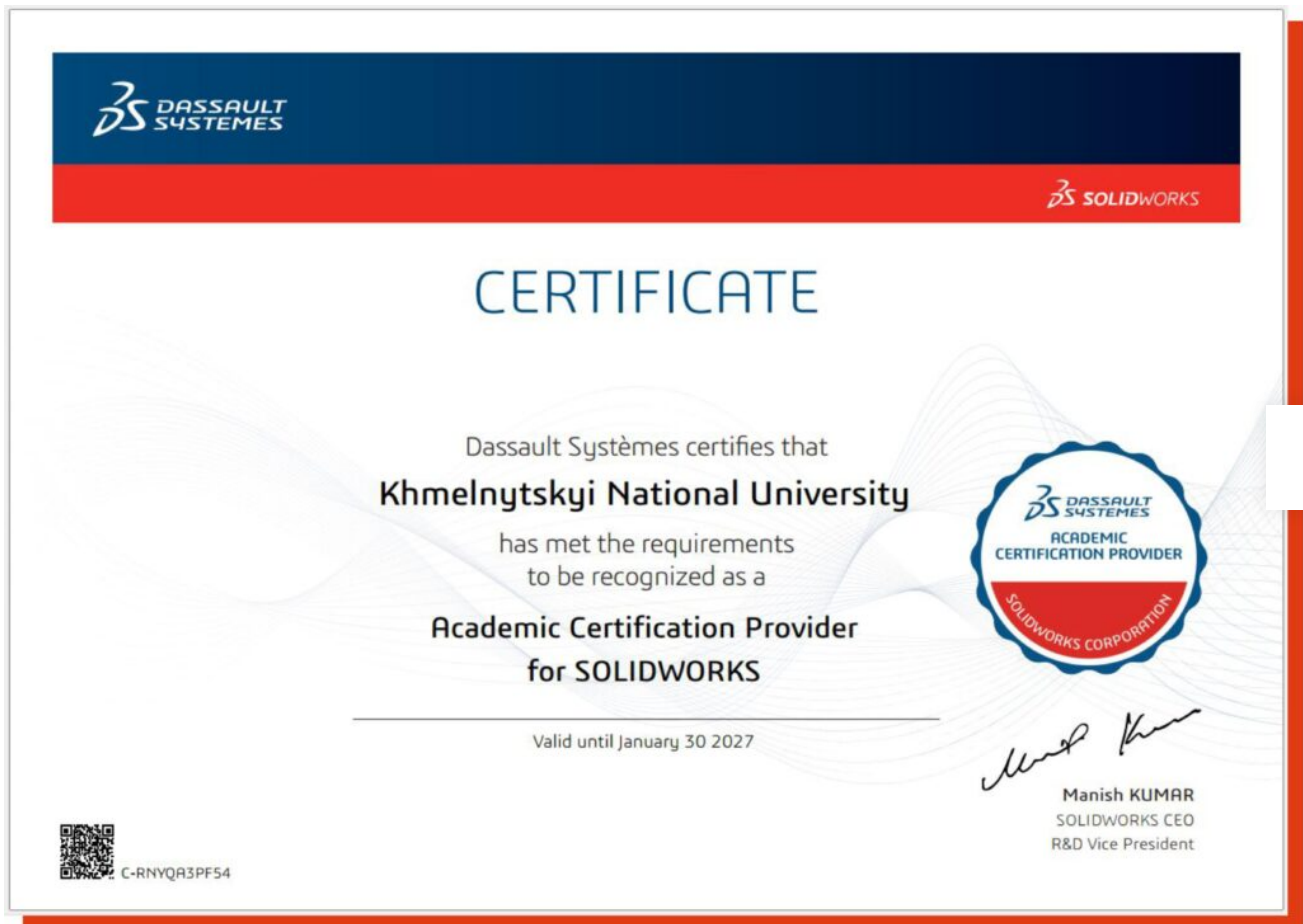 DASSAULT
SYSTEMES
SOLIDWORKS
CERTIFICATE
Dassault Systèmes certifies that
Khmelnytskyi National University
has met the requirements
to be recognized as a
Academic Certification Provider
for SOLIDWORKS
Valid until January 30 2027
DASSAULT
SYSTEMES
ACADEMIC
CERTIFICATION PROVIDER
SOLIDWORKS CORPORATION
Manish KUMAR
SOLIDWORKS CEO
R&D Vice President
C-RNYQA3PF54